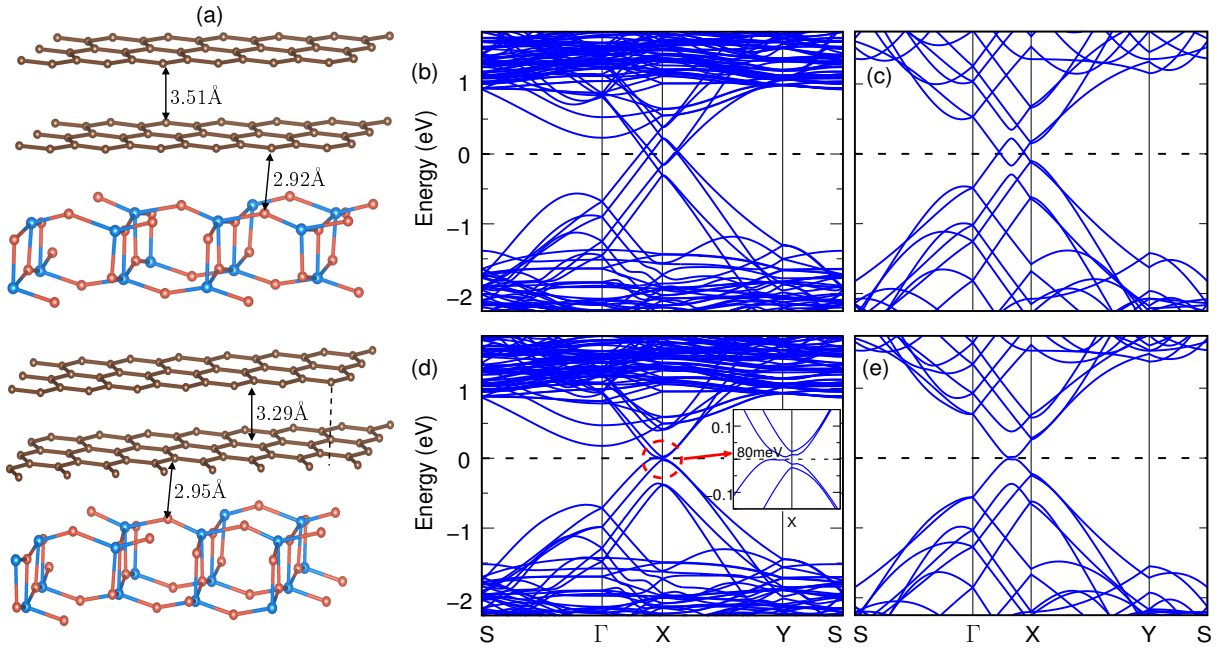 (a)
3.51Å
2.92Å
3.29Å
2.95Å
(b)
Energy (eV)
1
0
−1
−2
(c)
(d)
Energy (eV)
1
0
−1
−2
S Γ X Y S
0.1
80meV
−0.1
X
(e)
S Γ X Y S